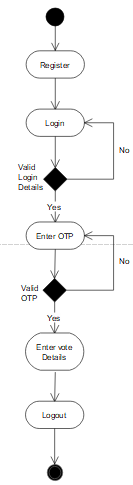 Register
Login
No
Valid
Login
Details
Yes
Enter OTP
No
Valid
OTP
Yes
Enter vote
Details
Logout